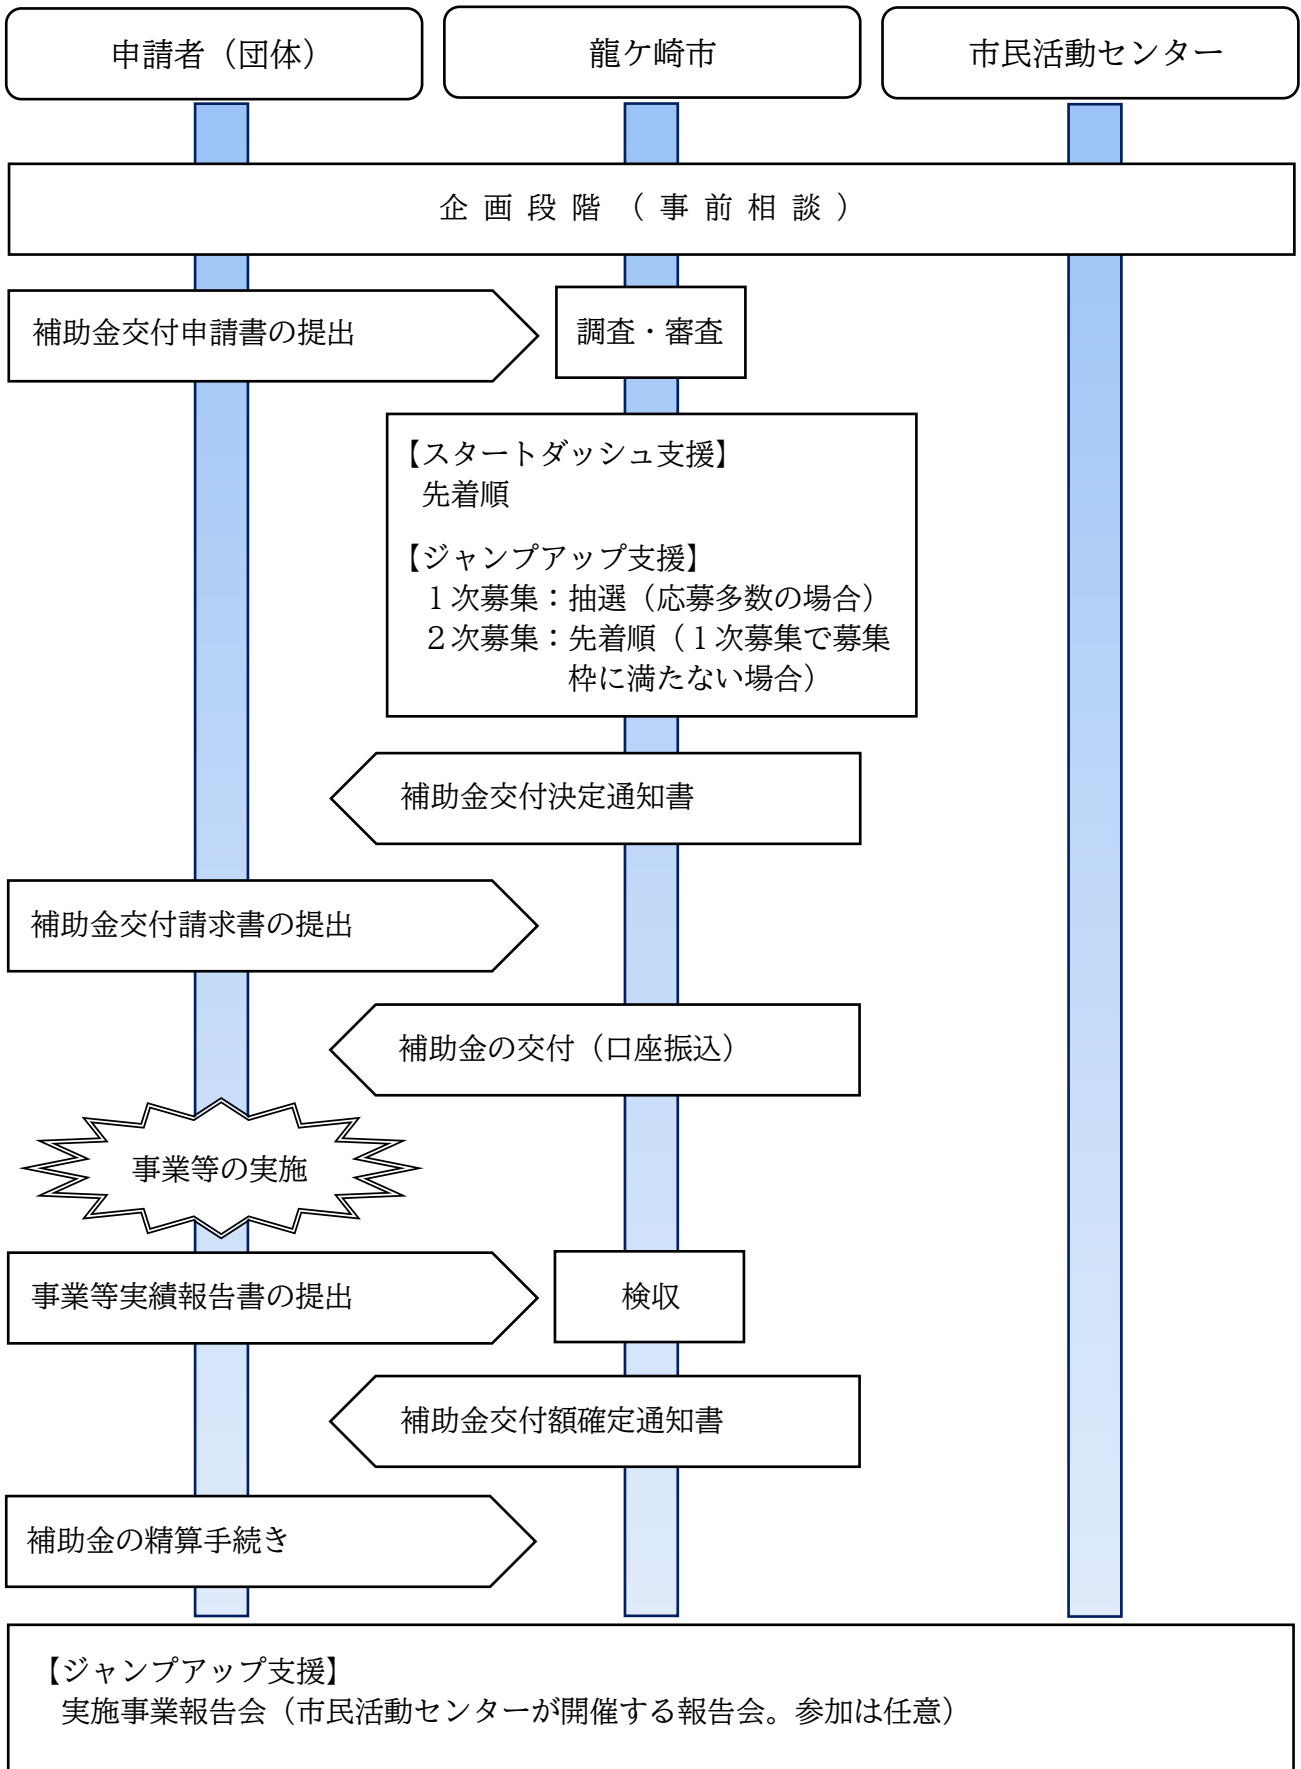 申請者（団体）
龍ケ崎市
市民活動センター
企画段階（事前相談）
補助金交付申請書の提出
調査・審査
【スタートダッシュ支援】
先着順
【ジャンプアップ支援】
１次募集：抽選（応募多数の場合）
２次募集：先着順（１次募集で募集
枠に満たない場合）
補助金交付決定通知書
補助金交付請求書の提出
補助金の交付（口座振込）
事業等の実施
事業等実績報告書の提出
検収
補助金交付額確定通知書
補助金の精算手続き
【ジャンプアップ支援】
実施事業報告会（市民活動センターが開催する報告会。参加は任意）